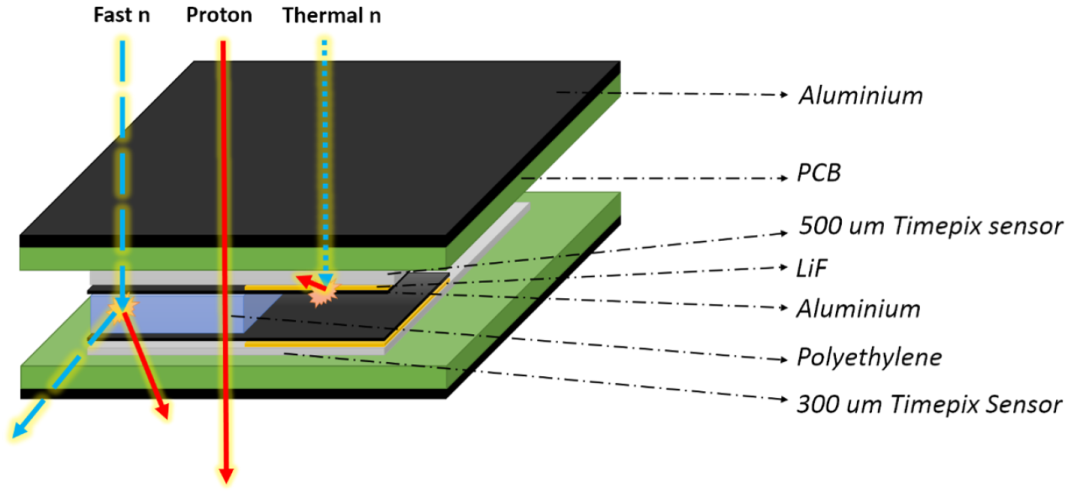 Fast n Proton Thermal n
Aluminium
PCB
500 um Timepix sensor
LiF
Aluminium
Polyethylene
300 um Timepix Sensor